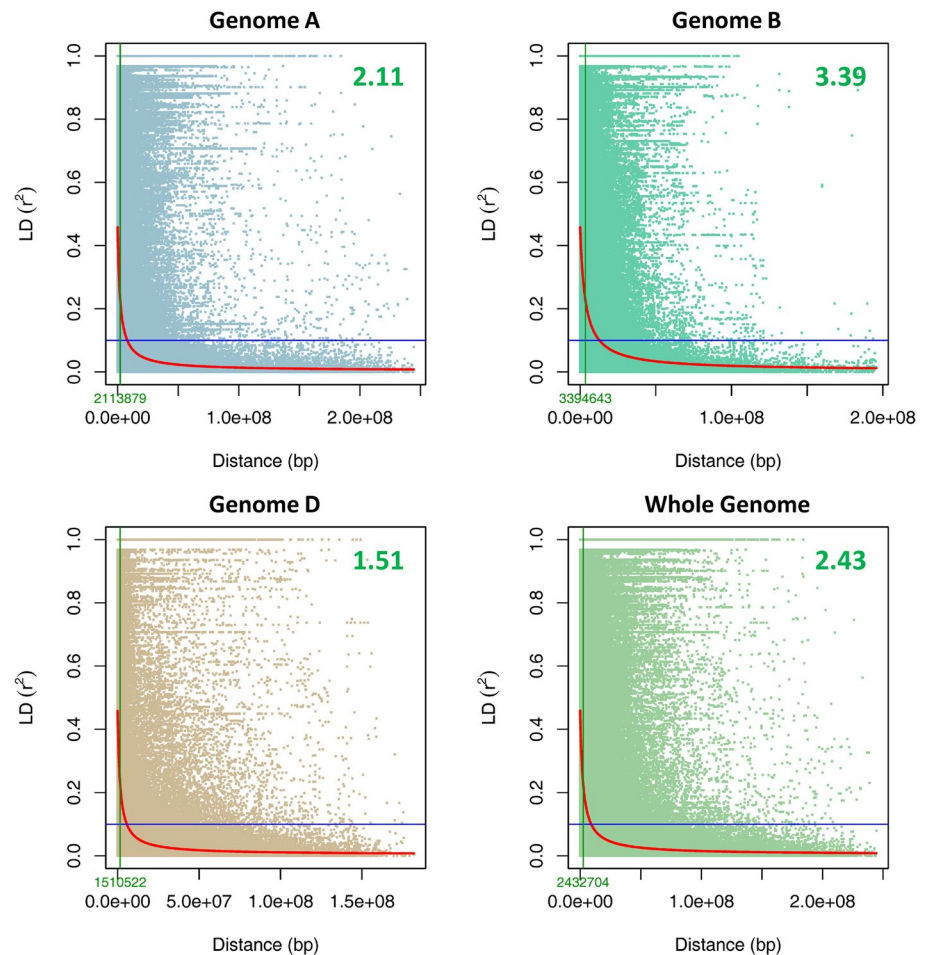 Genome A
2.11
LD (r²)
1.0
0.8
0.6
0.4
0.2
0.0
2113879
0.0e+00 1.0e+08 2.0e+08
Distance (bp)
Genome B
3.39
LD (r²)
1.0
0.8
0.6
0.4
0.2
0.0
3394643
0.0e+00 1.0e+08 2.0e+08
Distance (bp)
Genome D
1.51
LD (r²)
1.0
0.8
0.6
0.4
0.2
0.0
1510522
0.0e+00 5.0e+07 1.0e+08 1.5e+08
Distance (bp)
Whole Genome
2.43
LD (r²)
1.0
0.8
0.6
0.4
0.2
0.0
2432704
0.0e+00 1.0e+08 2.0e+08
Distance (bp)